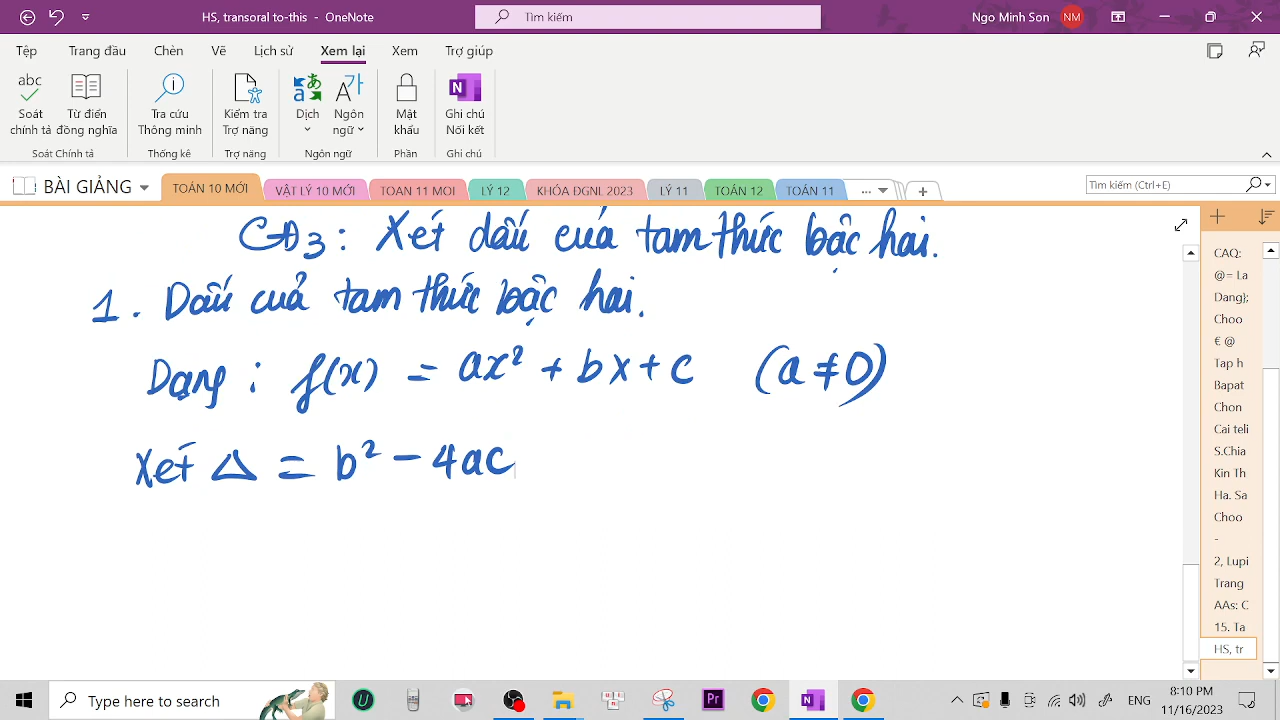 HS, transoral to-this - OneNote
Tìm kiếm
Ngo Minh Son NM
Tệp Trang đầu Chèn Vẽ Lịch sử Xem lại Xem Trợ giúp
abc
Soát chính tả
Từ điển đồng nghĩa
Tra cứu Thông minh
Kiểm tra Trợ năng
Dịch
Ngôn ngữ
Mật khẩu
Ghi chú Nối kết
Soát Chính tả Thống kê Trợ năng Ngôn ngữ Phần Ghi chú
BÀI GIẢNG TOÁN 10 MỚI VẬT LÝ 10 MỚI TOAN 11 MOI LÝ 12 KHÓA ĐGNL 2023 LÝ 11 TOÁN 12 TOÁN 11 ... +
Tìm kiếm (Ctrl+E)
CĐ3: Xét dấu của tam thức bậc hai.
1. Dấu của tam thức bậc hai.
Dạng: f(x) = ax² + bx + c (a ≠ 0)
Xét Δ = b² - 4ac
CAQ:
@= La
Dang);
Choo
€ @
Tap h
Bapat
Chon
Cai teli
S.Chia
Kin Th
Ha. Sa
Choo
-
2, Lupi
Trang
AAs: C
15. Ta
HS, tr
Type here to search
ENG
8:10 PM
11/16/2023